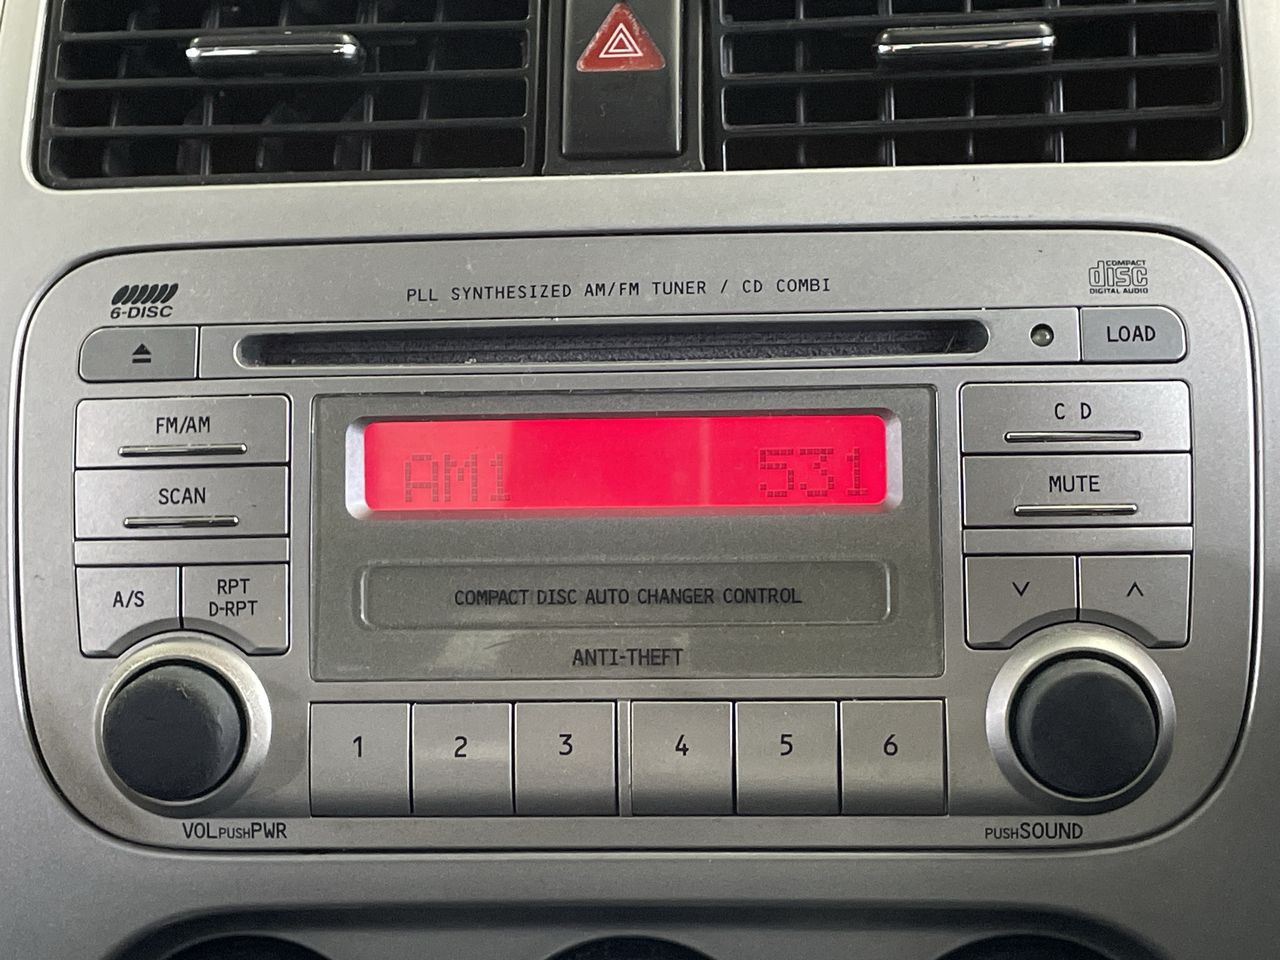 COMPACT
disc
DIGITAL AUDIO
6-DISC
PLL SYNTHESIZED AM/FM TUNER / CD COMBI
LOAD
FM/AM
SCAN
A/S
RPT
D-RPT
AM1 531
COMPACT DISC AUTO CHANGER CONTROL
ANTI-THEFT
CD
MUTE
1 2 3 4 5 6
VOL PUSH PWR
PUSH SOUND